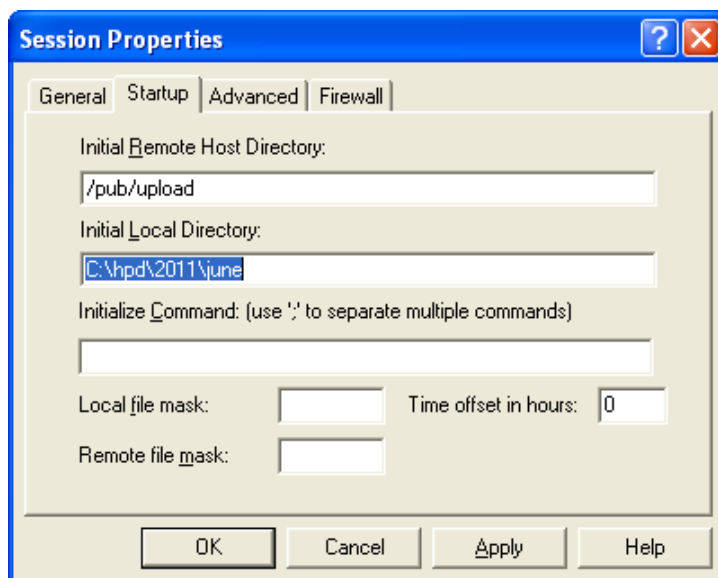 Session Properties
General Startup Advanced Firewall
Initial Remote Host Directory:
/pub/upload
Initial Local Directory:
C:\hpd\2011\june
Initialize Command: (use ';' to separate multiple commands)
Local file mask: Time offset in hours: 0
Remote file mask:
OK Cancel Apply Help